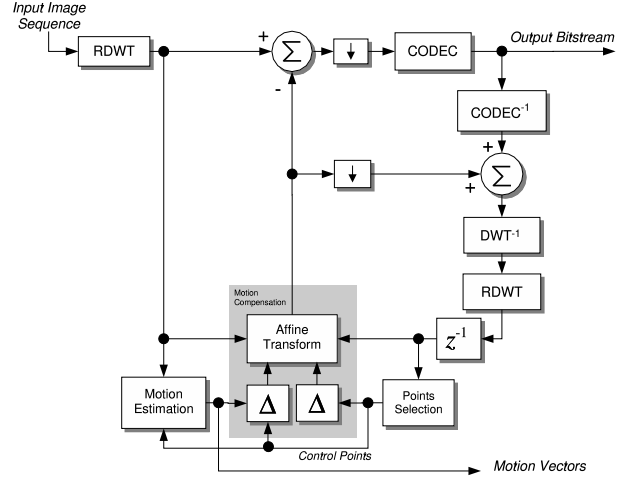 Input Image
Sequence
RDWT
+
Σ
-
↓
CODEC
Output Bitstream
CODEC⁻¹
+
+
Σ
↓
DWT⁻¹
RDWT
z⁻¹
Motion
Compensation
Affine
Transform
Motion
Estimation
Δ
Δ
Points
Selection
Control Points
Motion Vectors